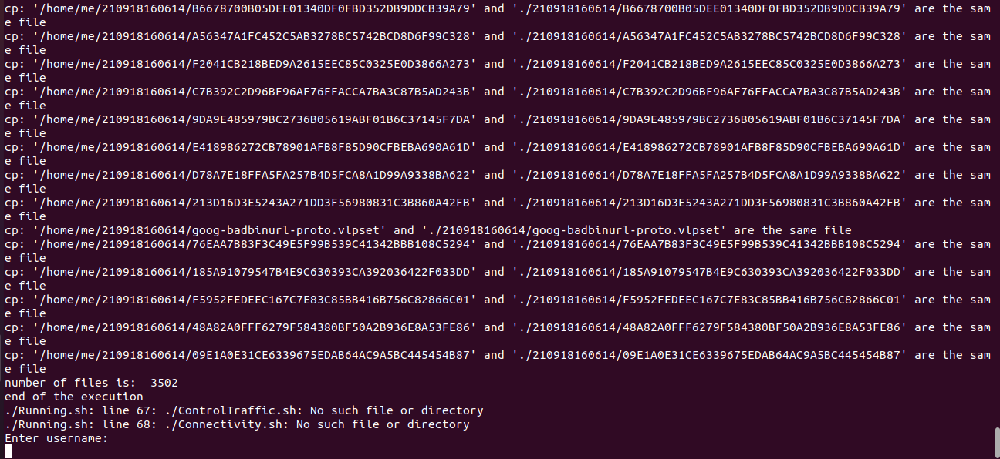 cp: '/home/me/210918160614/B6678700B05DEE01340DF0FBD352DB9DDCB39A79' and './210918160614/B6678700B05DEE01340DF0FBD352DB9DDCB39A79' are the sam
e file
cp: '/home/me/210918160614/A56347A1FC452C5AB3278BC5742BCD8D6F99C328' and './210918160614/A56347A1FC452C5AB3278BC5742BCD8D6F99C328' are the sam
e file
cp: '/home/me/210918160614/F2041CB218BED9A2615EEC85C0325E0D3866A273' and './210918160614/F2041CB218BED9A2615EEC85C0325E0D3866A273' are the sam
e file
cp: '/home/me/210918160614/C7B392C2D96BF96AF76FFACCA7BA3C87B5AD243B' and './210918160614/C7B392C2D96BF96AF76FFACCA7BA3C87B5AD243B' are the sam
e file
cp: '/home/me/210918160614/9DA9E485979BC2736B05619ABF01B6C37145F7DA' and './210918160614/9DA9E485979BC2736B05619ABF01B6C37145F7DA' are the sam
e file
cp: '/home/me/210918160614/E418986272CB78901AFB8F85D90CFBEBA690A61D' and './210918160614/E418986272CB78901AFB8F85D90CFBEBA690A61D' are the sam
e file
cp: '/home/me/210918160614/D78A7E18FFA5FA257B4D5FCA8A1D99A9338BA622' and './210918160614/D78A7E18FFA5FA257B4D5FCA8A1D99A9338BA622' are the sam
e file
cp: '/home/me/210918160614/213D16D3E5243A271DD3F56980831C3B860A42FB' and './210918160614/213D16D3E5243A271DD3F56980831C3B860A42FB' are the sam
e file
cp: '/home/me/210918160614/goog-badbinurl-proto.vlpset' and './210918160614/goog-badbinurl-proto.vlpset' are the same file
cp: '/home/me/210918160614/76EAA7B83F3C49E5F99B539C41342BBB108C5294' and './210918160614/76EAA7B83F3C49E5F99B539C41342BBB108C5294' are the sam
e file
cp: '/home/me/210918160614/185A91079547B4E9C630393CA392036422F033DD' and './210918160614/185A91079547B4E9C630393CA392036422F033DD' are the sam
e file
cp: '/home/me/210918160614/F5952FEDEEC167C7E83C85BB416B756C82866C01' and './210918160614/F5952FEDEEC167C7E83C85BB416B756C82866C01' are the sam
e file
cp: '/home/me/210918160614/48A82A0FFF6279F584380BF50A2B936E8A53FE86' and './210918160614/48A82A0FFF6279F584380BF50A2B936E8A53FE86' are the sam
e file
cp: '/home/me/210918160614/09E1A0E31CE6339675EDAB64AC9A5BC445454B87' and './210918160614/09E1A0E31CE6339675EDAB64AC9A5BC445454B87' are the sam
e file
number of files is:  3502
end of the execution
./Running.sh: line 67: ./ControlTraffic.sh: No such file or directory
./Running.sh: line 68: ./Connectivity.sh: No such file or directory
Enter username: